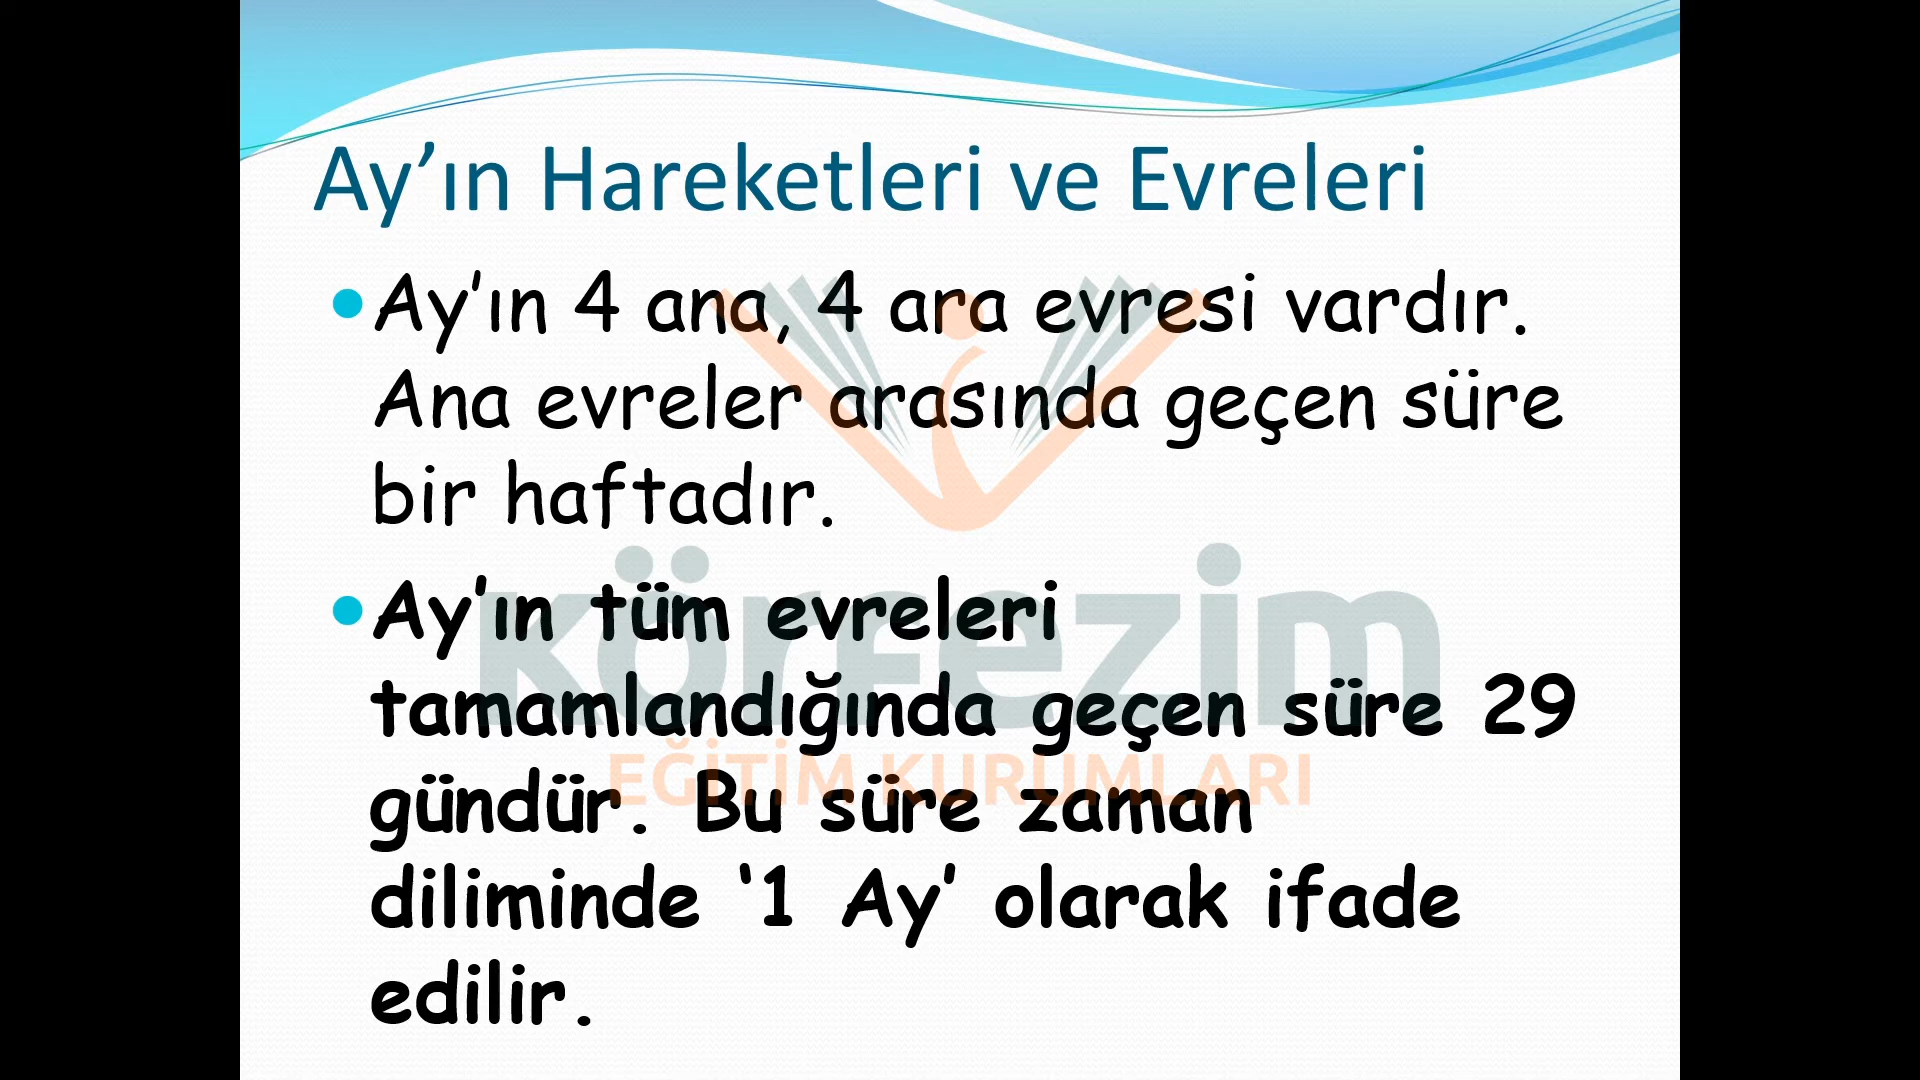 Ay’ın Hareketleri ve Evreleri
•Ay’ın 4 ana, 4 ara evresi vardır.
Ana evreler arasında geçen süre
bir haftadır.
•Ay’ın tüm evreleri
tamamlandığında geçen süre 29
gündür. Bu süre zaman
diliminde ‘1 Ay’ olarak ifade
edilir.
körfezim
EĞİTİM KURUMLARI